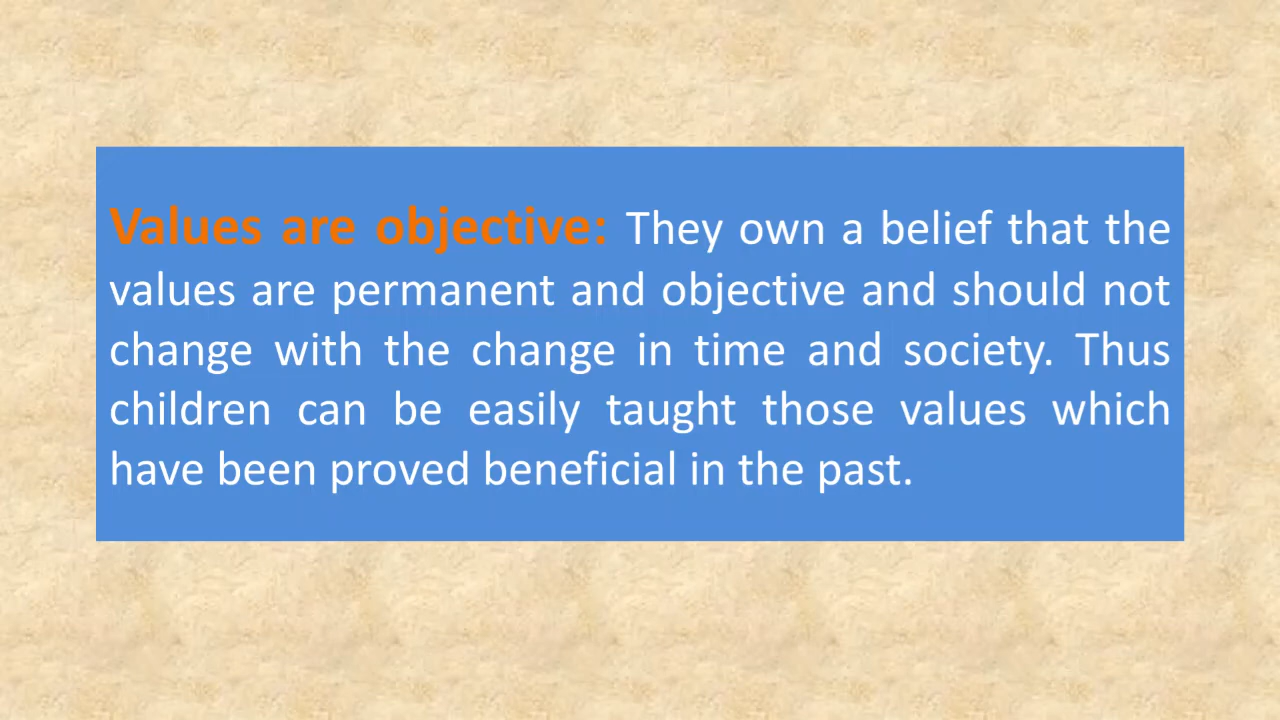 Values are objective: They own a belief that the
values are permanent and objective and should not
change with the change in time and society. Thus
children can be easily taught those values which
have been proved beneficial in the past.